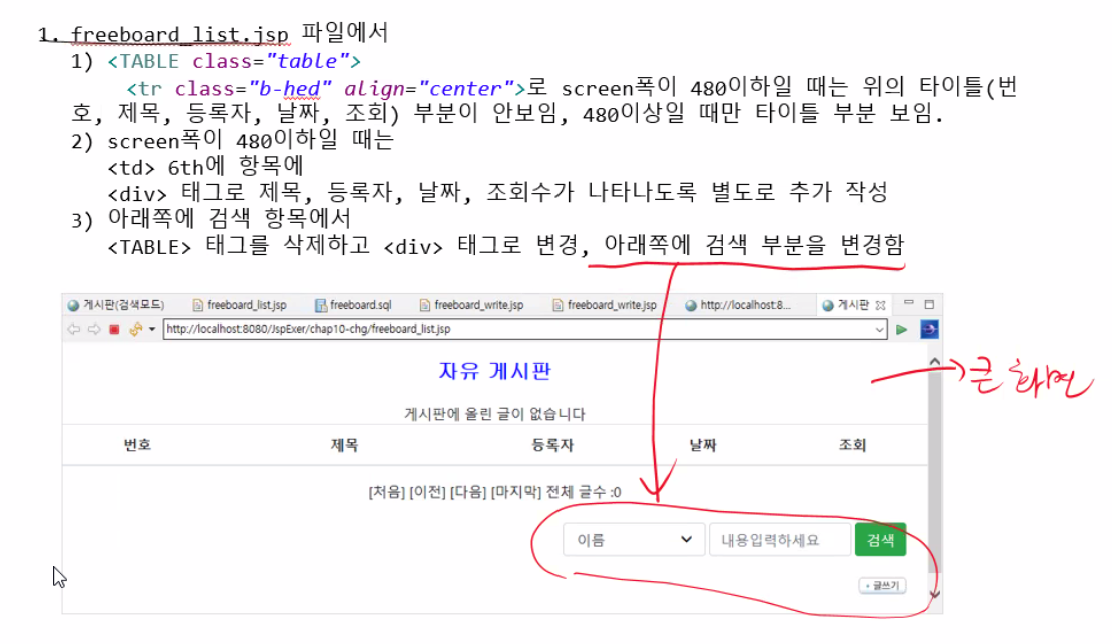 1. freeboard_list.jsp 파일에서
1) <TABLE class="table">
<tr class="b-hed" align="center">로 screen폭이 480이하일 때는 위의 타이틀(번
호, 제목, 등록자, 날짜, 조회) 부분이 안보임, 480이상일 때만 타이틀 부분 보임.
2) screen폭이 480이하일 때는
<td> 6th에 항목에
<div> 태그로 제목, 등록자, 날짜, 조회수가 나타나도록 별도로 추가 작성
3) 아래쪽에 검색 항목에서
<TABLE> 태그를 삭제하고 <div> 태그로 변경, 아래쪽에 검색 부분을 변경함
게시판(검색모드) freeboard_list.jsp freeboard.sql freeboard_write.jsp freeboard_write.jsp http://localhost:8... 게시판
http://localhost:8080/JspExer/chap10-chg/freeboard_list.jsp
자유 게시판
큰 화면
게시판에 올린 글이 없습니다
번호 제목 등록자 날짜 조회
[처음] [이전] [다음] [마지막] 전체 글수 :0
이름 내용입력하세요 검색
글쓰기